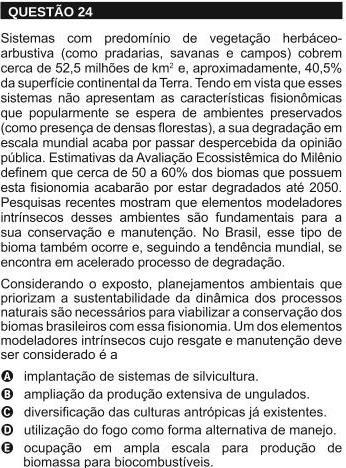 QUESTÃO 24
Sistemas com predomínio de vegetação herbáceo-
arbustiva (como pradarias, savanas e campos) cobrem
cerca de 52,5 milhões de km² e, aproximadamente, 40,5%
da superfície continental da Terra. Tendo em vista que esses
sistemas não apresentam as características fisionômicas
que popularmente se espera de ambientes preservados
(como presença de densas florestas), a sua degradação em
escala mundial acaba por passar despercebida da opinião
pública. Estimativas da Avaliação Ecossistêmica do Milênio
definem que cerca de 50 a 60% dos biomas que possuem
esta fisionomia acabarão por estar degradados até 2050.
Pesquisas recentes mostram que elementos modeladores
intrínsecos desses ambientes são fundamentais para a
sua conservação e manutenção. No Brasil, esse tipo de
bioma também ocorre e, seguindo a tendência mundial, se
encontra em acelerado processo de degradação.
Considerando o exposto, planejamentos ambientais que
priorizam a sustentabilidade da dinâmica dos processos
naturais são necessários para viabilizar a conservação dos
biomas brasileiros com essa fisionomia. Um dos elementos
modeladores intrínsecos cujo resgate e manutenção deve
ser considerado é a
A implantação de sistemas de silvicultura.
B ampliação da produção extensiva de ungulados.
C diversificação das culturas antrópicas já existentes.
D utilização do fogo como forma alternativa de manejo.
E ocupação em ampla escala para produção de
biomassa para biocombustíveis.